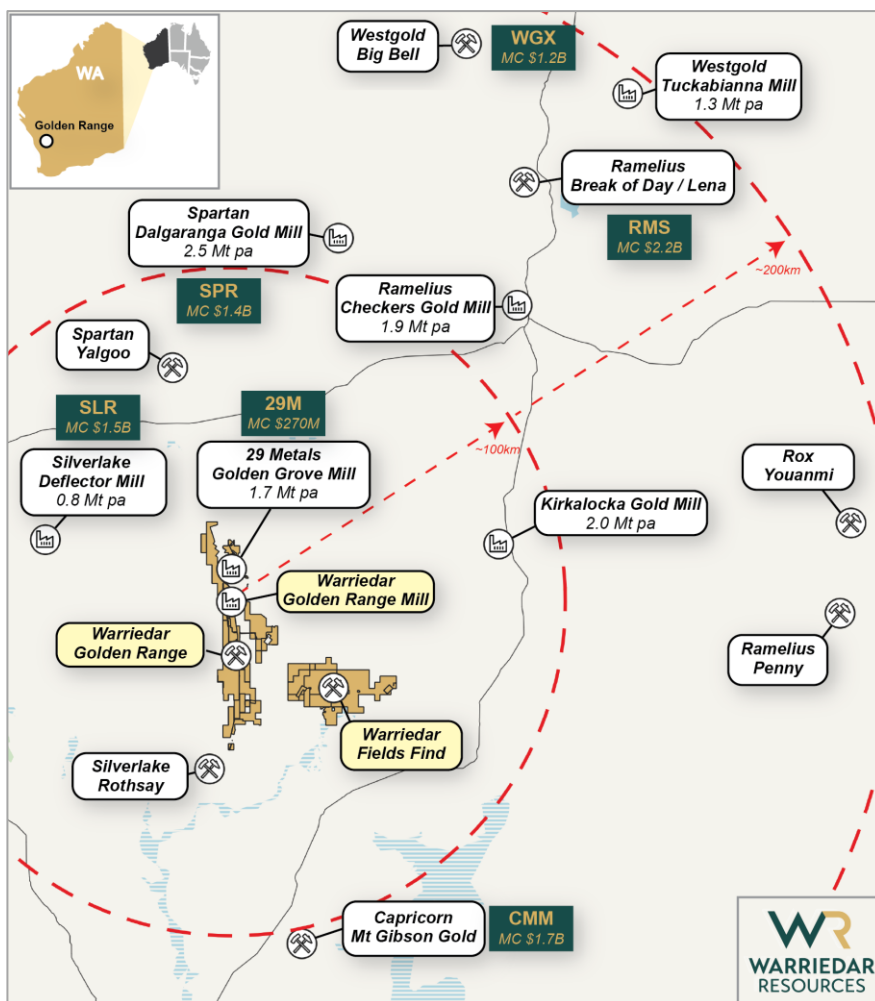 WA
Golden Range
Westgold
Big Bell
WGX
MC $1.2B
Westgold
Tuckabianna Mill
1.3 Mt pa
Ramelius
Break of Day / Lena
RMS
MC $2.2B
~200km
Spartan
Dalgaranga Gold Mill
2.5 Mt pa
SPR
MC $1.4B
Ramelius
Checkers Gold Mill
1.9 Mt pa
Spartan
Yalgoo
SLR
MC $1.5B
29M
MC $270M
~100km
Silverlake
Deflector Mill
0.8 Mt pa
29 Metals
Golden Grove Mill
1.7 Mt pa
Rox
Youanmi
Kirkalocka Gold Mill
2.0 Mt pa
Warriedar
Golden Range Mill
Warriedar
Golden Range
Ramelius
Penny
Warriedar
Fields Find
Silverlake
Rothsay
Capricorn
Mt Gibson Gold
CMM
MC $1.7B
WR
WARRIEDAR
RESOURCES